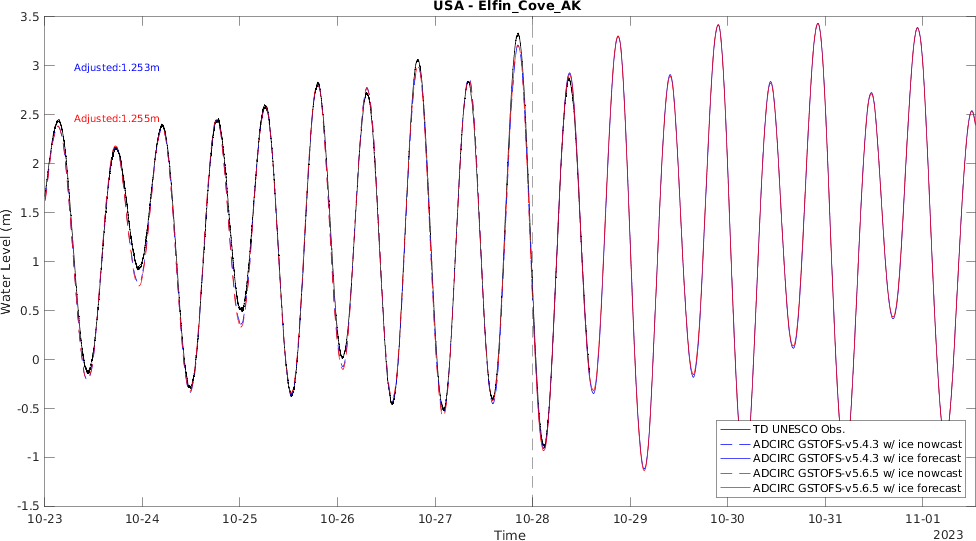 USA - Elfin_Cove_AK
3.5
3
2.5
2
1.5
1
0.5
0
-0.5
-1
-1.5
Water Level (m)
Adjusted:1.253m
Adjusted:1.255m
TD UNESCO Obs.
ADCIRC GSTOFS-v5.4.3 w/ ice nowcast
ADCIRC GSTOFS-v5.4.3 w/ ice forecast
ADCIRC GSTOFS-v5.6.5 w/ ice nowcast
ADCIRC GSTOFS-v5.6.5 w/ ice forecast
10-23 10-24 10-25 10-26 10-27 10-28 10-29 10-30 10-31 11-01
Time
2023